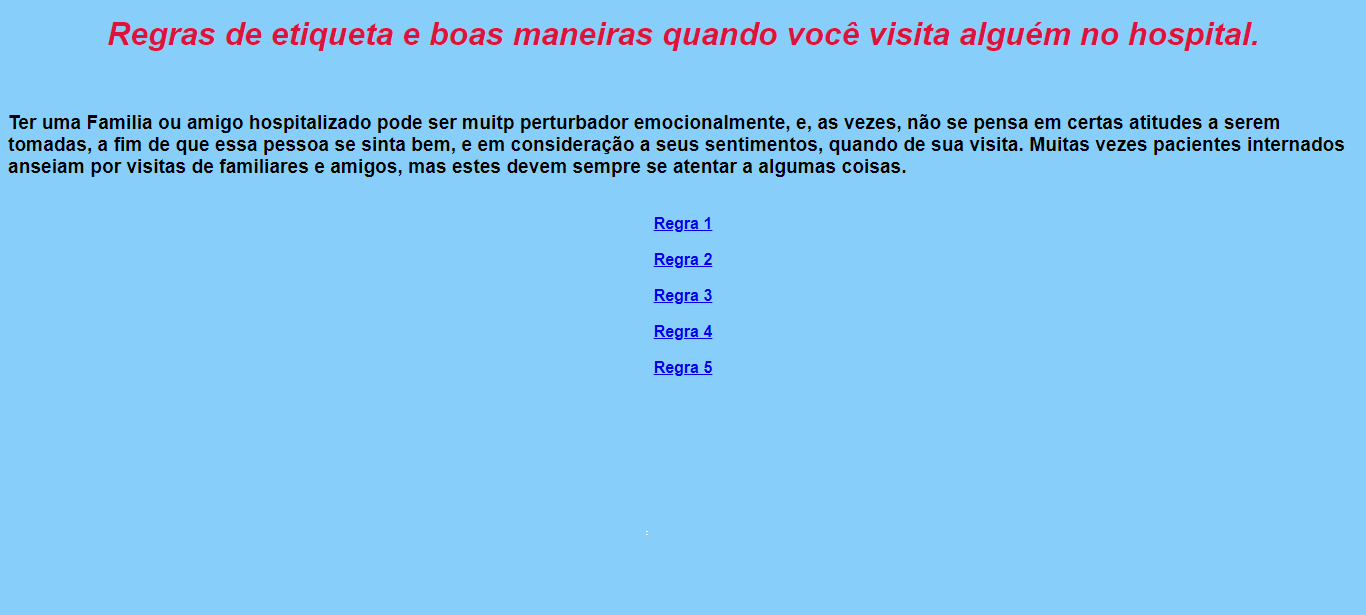 Regras de etiqueta e boas maneiras quando você visita alguém no hospital.
Ter uma Familia ou amigo hospitalizado pode ser muitp perturbador emocionalmente, e, as vezes, não se pensa em certas atitudes a serem
tomadas, a fim de que essa pessoa se sinta bem, e em consideração a seus sentimentos, quando de sua visita. Muitas vezes pacientes internados
anseiam por visitas de familiares e amigos, mas estes devem sempre se atentar a algumas coisas.
Regra 1
Regra 2
Regra 3
Regra 4
Regra 5
: